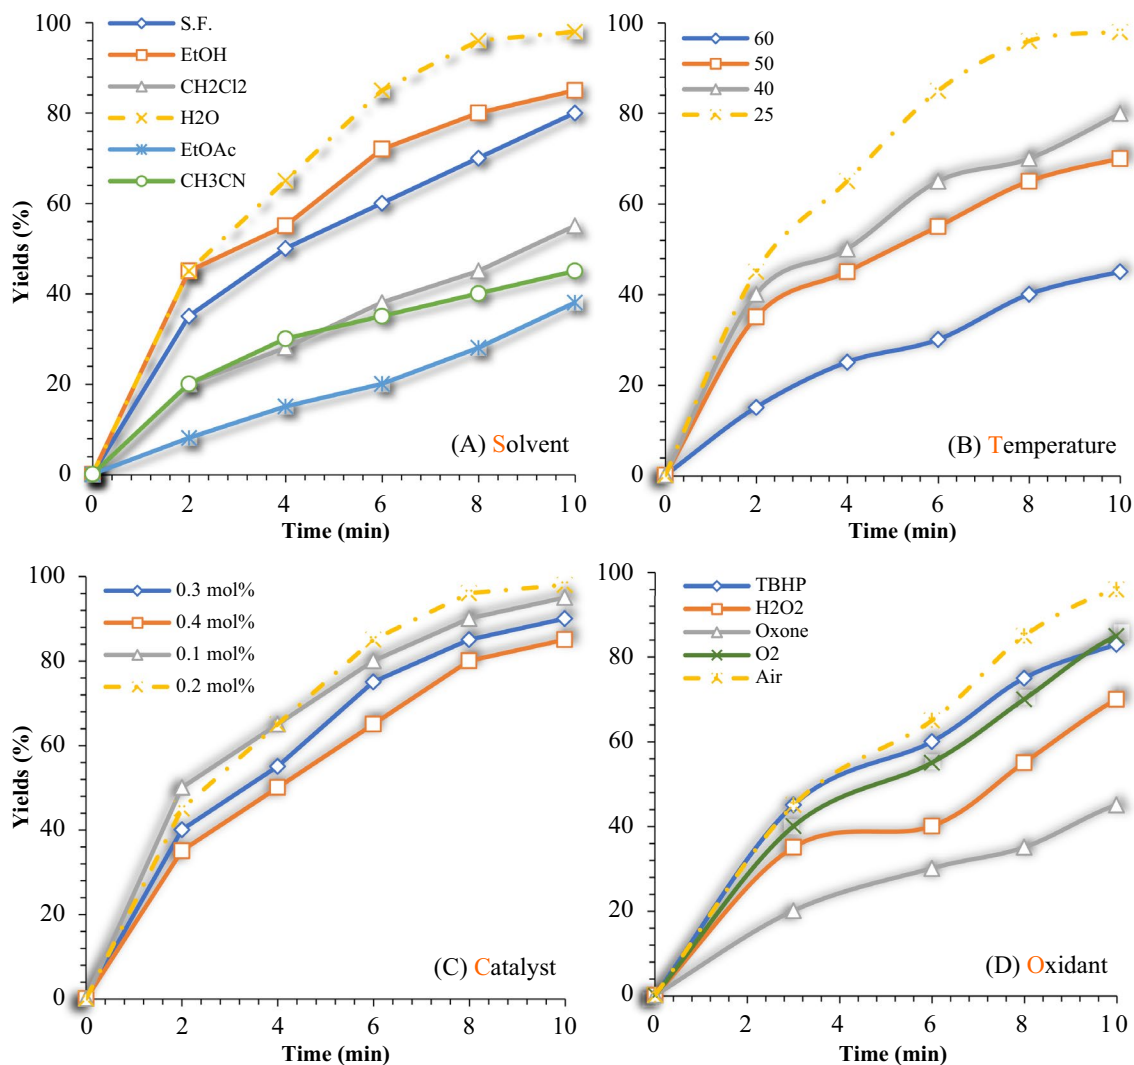 100
80
60
40
20
0
Yields (%)
S.F.
EtOH
CH2Cl2
H2O
EtOAc
CH3CN
(A) Solvent
0 2 4 6 8 10
Time (min)
100
80
60
40
20
0
60
50
40
25
(B) Temperature
0 2 4 6 8 10
Time (min)
100
80
60
40
20
0
Yields (%)
0.3 mol%
0.4 mol%
0.1 mol%
0.2 mol%
(C) Catalyst
0 2 4 6 8 10
Time (min)
100
80
60
40
20
0
TBHP
H2O2
Oxone
O2
Air
(D) Oxidant
0 2 4 6 8 10
Time (min)